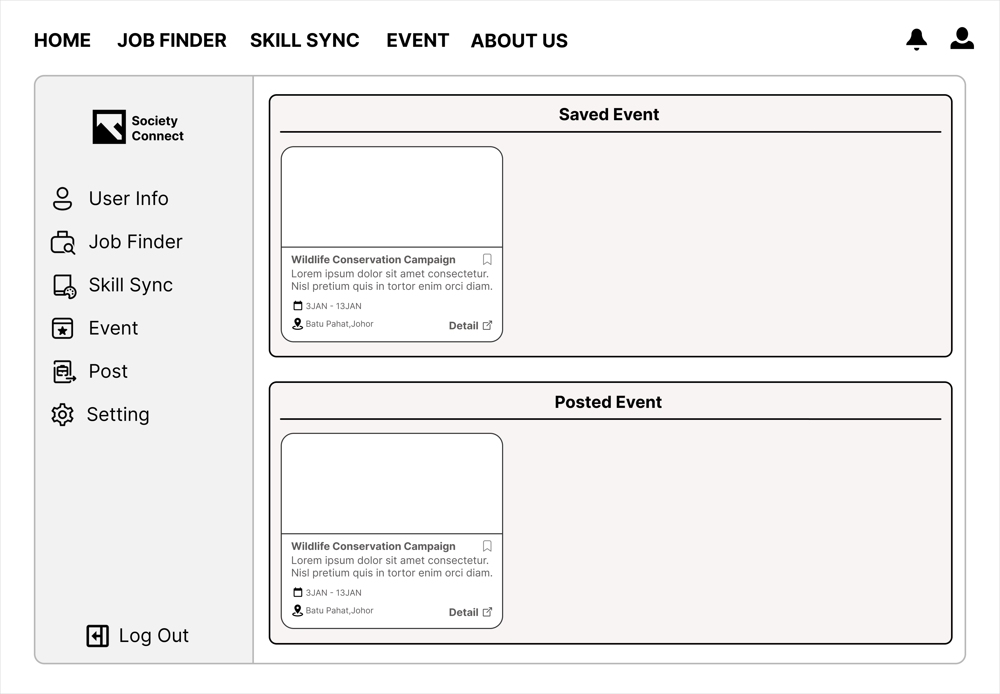 HOME JOB FINDER SKILL SYNC EVENT ABOUT US
Society
Connect
User Info
Job Finder
Skill Sync
Event
Post
Setting
Log Out
Saved Event
Wildlife Conservation Campaign
Lorem ipsum dolor sit amet consectetur.
Nisl pretium quis in tortor enim orci diam.
3JAN - 13JAN
Batu Pahat,Johor
Detail
Posted Event
Wildlife Conservation Campaign
Lorem ipsum dolor sit amet consectetur.
Nisl pretium quis in tortor enim orci diam.
3JAN - 13JAN
Batu Pahat,Johor
Detail